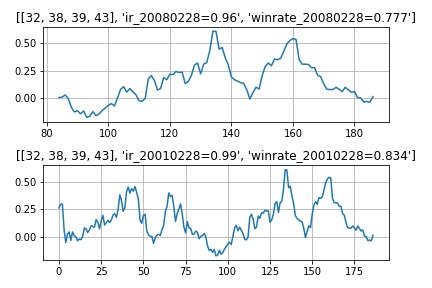 [[32, 38, 39, 43], 'ir_20080228=0.96', 'winrate_20080228=0.777']
0.50
0.25
0.00
80 100 120 140 160 180
[[32, 38, 39, 43], 'ir_20010228=0.99', 'winrate_20010228=0.834']
0.50
0.25
0.00
0 25 50 75 100 125 150 175